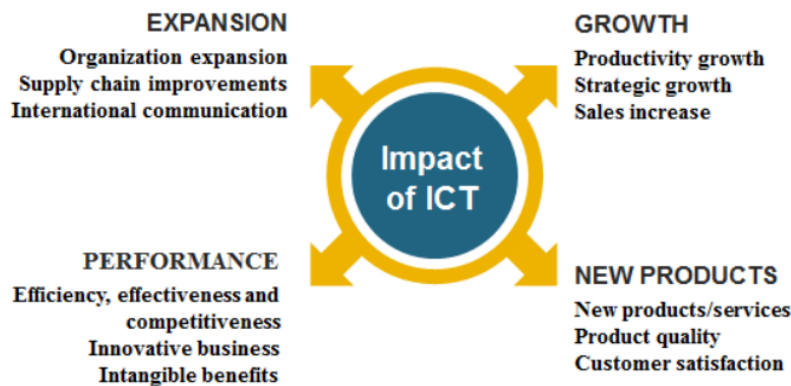 EXPANSION
Organization expansion
Supply chain improvements
International communication
GROWTH
Productivity growth
Strategic growth
Sales increase
Impact
of ICT
PERFORMANCE
Efficiency, effectiveness and
competitiveness
Innovative business
Intangible benefits
NEW PRODUCTS
New products/services
Product quality
Customer satisfaction